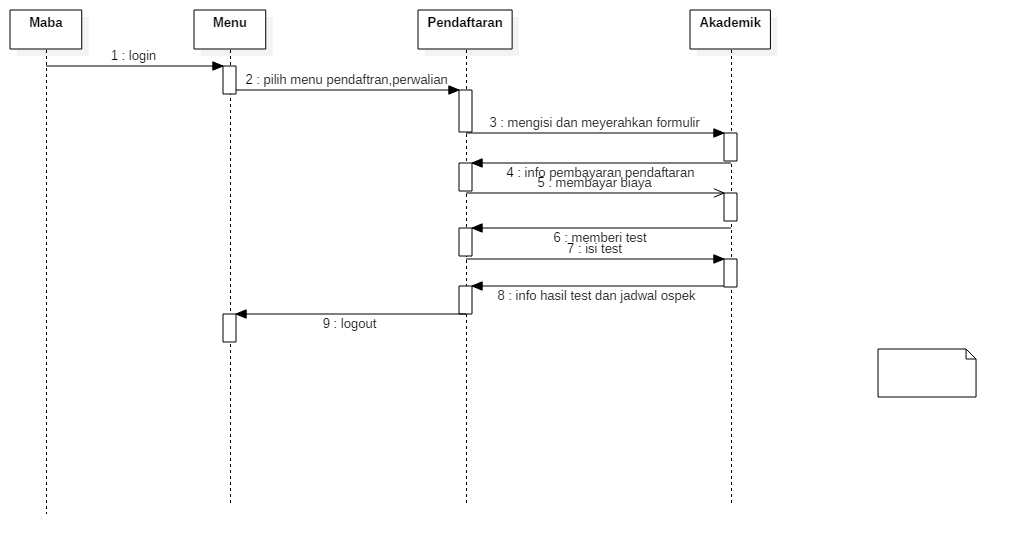 Maba
Menu
Pendaftaran
Akademik
1 : login
2 : pilih menu pendaftran,perwalian
3 : mengisi dan meyerahkan formulir
4 : info pembayaran pendaftaran
5 : membayar biaya
6 : memberi test
7 : isi test
8 : info hasil test dan jadwal ospek
9 : logout